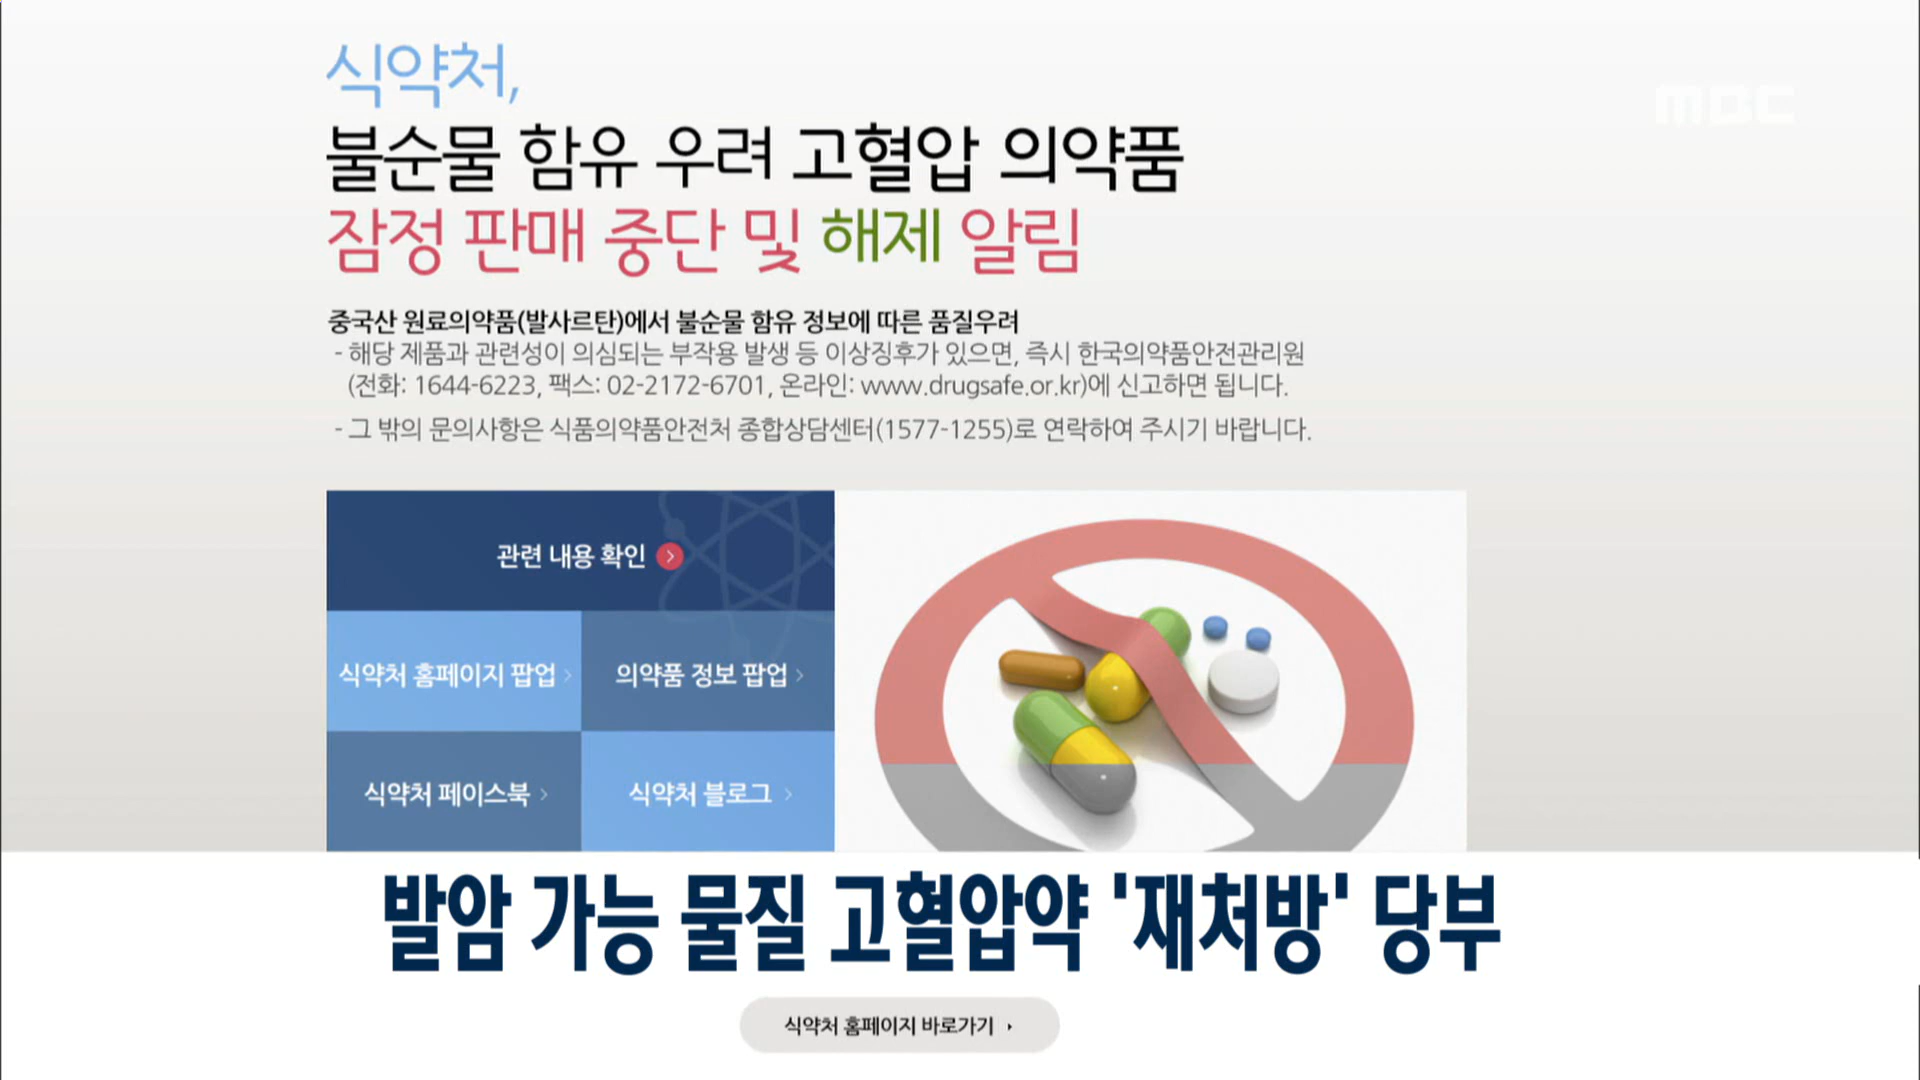 식약처,
MBC
불순물 함유 우려 고혈압 의약품
잠정 판매 중단 및 해제 알림
중국산 원료의약품(발사르탄)에서 불순물 함유 정보에 따른 품질우려
- 해당 제품과 관련성이 의심되는 부작용 발생 등 이상징후가 있으면, 즉시 한국의약품안전관리원
(전화: 1644-6223, 팩스: 02-2172-6701, 온라인: www.drugsafe.or.kr)에 신고하면 됩니다.
- 그 밖의 문의사항은 식품의약품안전처 종합상담센터(1577-1255)로 연락하여 주시기 바랍니다.
관련 내용 확인
식약처 홈페이지 팝업
의약품 정보 팝업
식약처 페이스북
식약처 블로그
발암 가능 물질 고혈압약 '재처방' 당부
식약처 홈페이지 바로가기